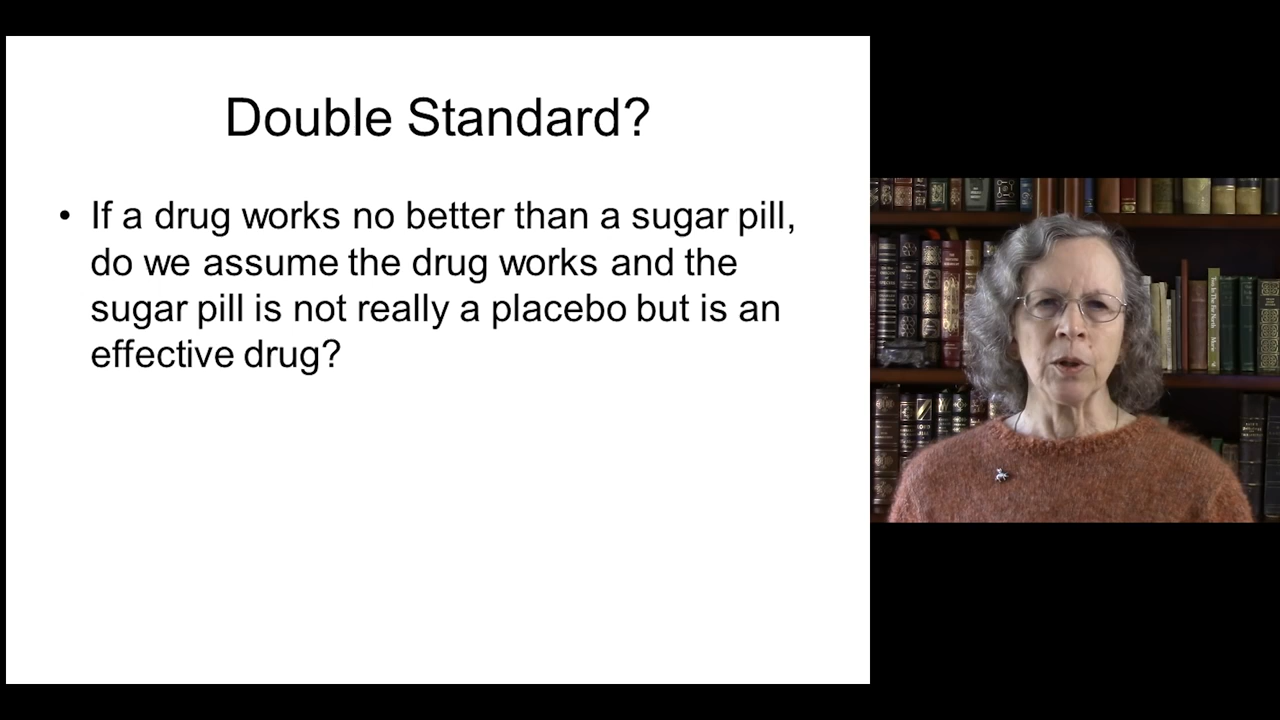 Double Standard?
• If a drug works no better than a sugar pill,
do we assume the drug works and the
sugar pill is not really a placebo but is an
effective drug?